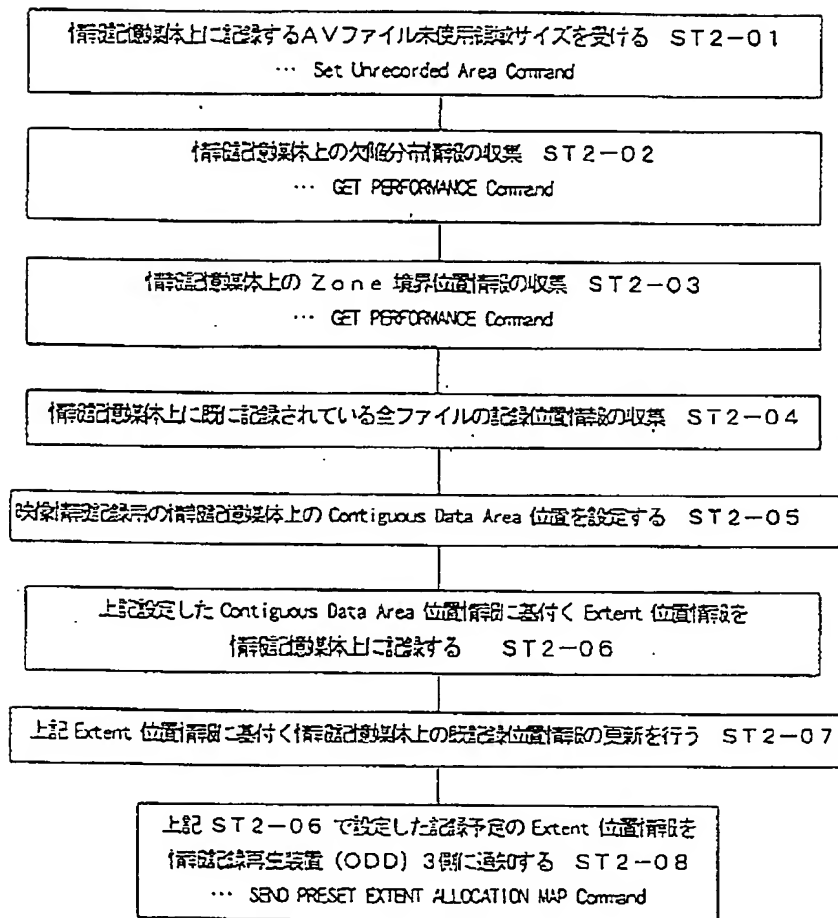 情報記憶媒体上に記録するAVファイル未使用領域サイズを受ける ST2-01
… Set Unrecorded Area Command
情報記憶媒体上の欠陥分布情報の収集 ST2-02
… GET PERFORMANCE Command
情報記憶媒体上の Zone 境界位置情報の収集 ST2-03
… GET PERFORMANCE Command
情報記憶媒体上に既に記録されている全ファイルの記録位置情報の収集 ST2-04
映像情報記録用の情報記憶媒体上の Contiguous Data Area 位置を設定する ST2-05
上記設定した Contiguous Data Area 位置情報に基付く Extent 位置情報を
情報記憶媒体上に記録する ST2-06
上記 Extent 位置情報に基付く情報記憶媒体上の既記録位置情報の更新を行う ST2-07
上記 ST2-06 で設定した記録予定の Extent 位置情報を
情報記録再生装置 (ODD) 3側に通知する ST2-08
… SEND PRESET EXTENT ALLOCATION MAP Command